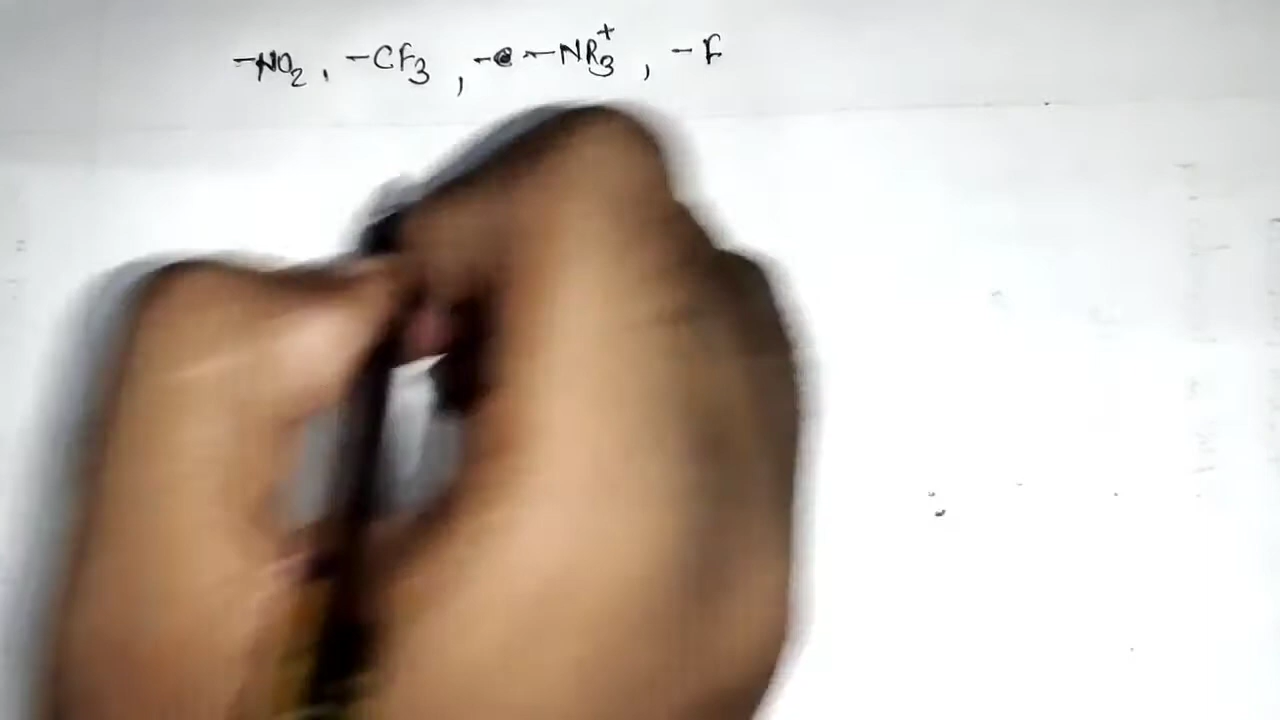 -NO₂, -CF₃, -NR₃⁺, -F